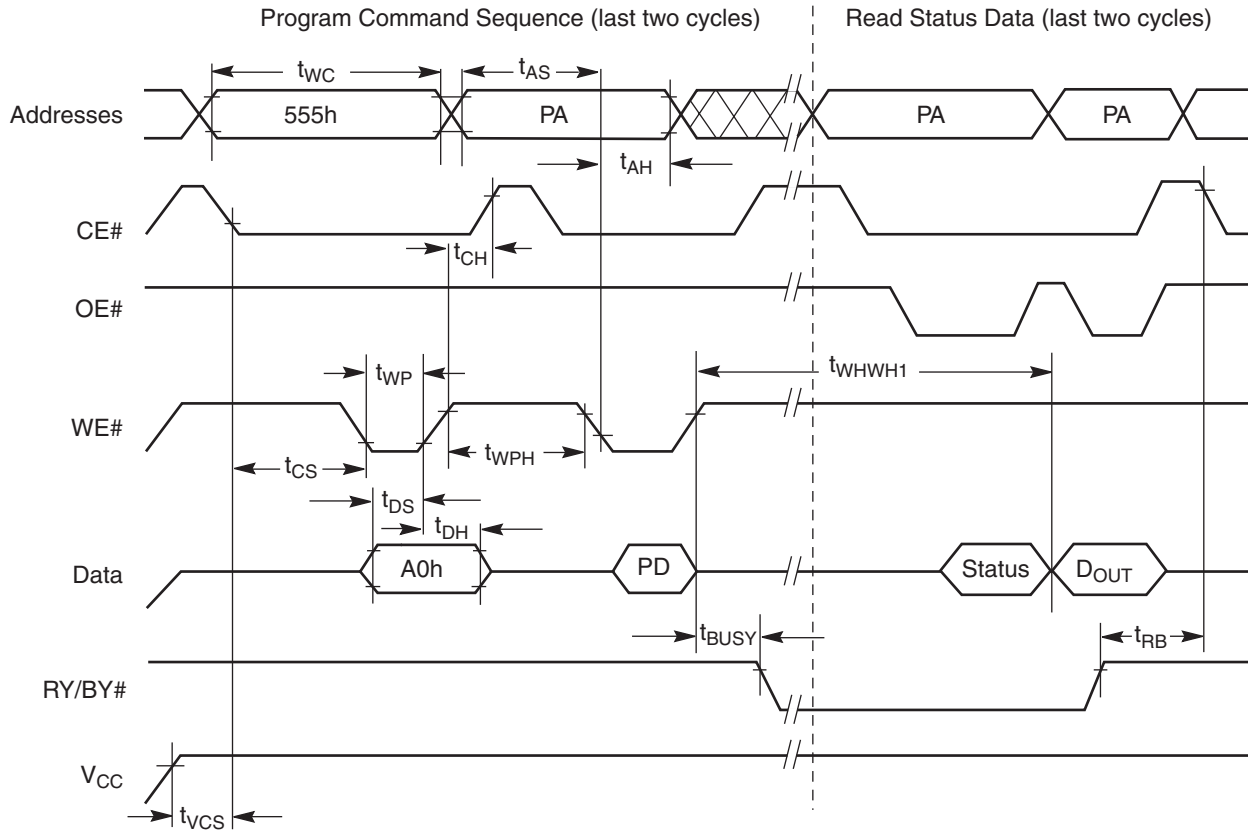 Program Command Sequence (last two cycles)
Read Status Data (last two cycles)
tWC
tAS
Addresses
555h
PA
PA
PA
tAH
CE#
tCH
OE#
tWP
tWHWH1
WE#
tCS
tWPH
tDS
tDH
Data
A0h
PD
Status
DOUT
tBUSY
tRB
RY/BY#
VCC
tVCS